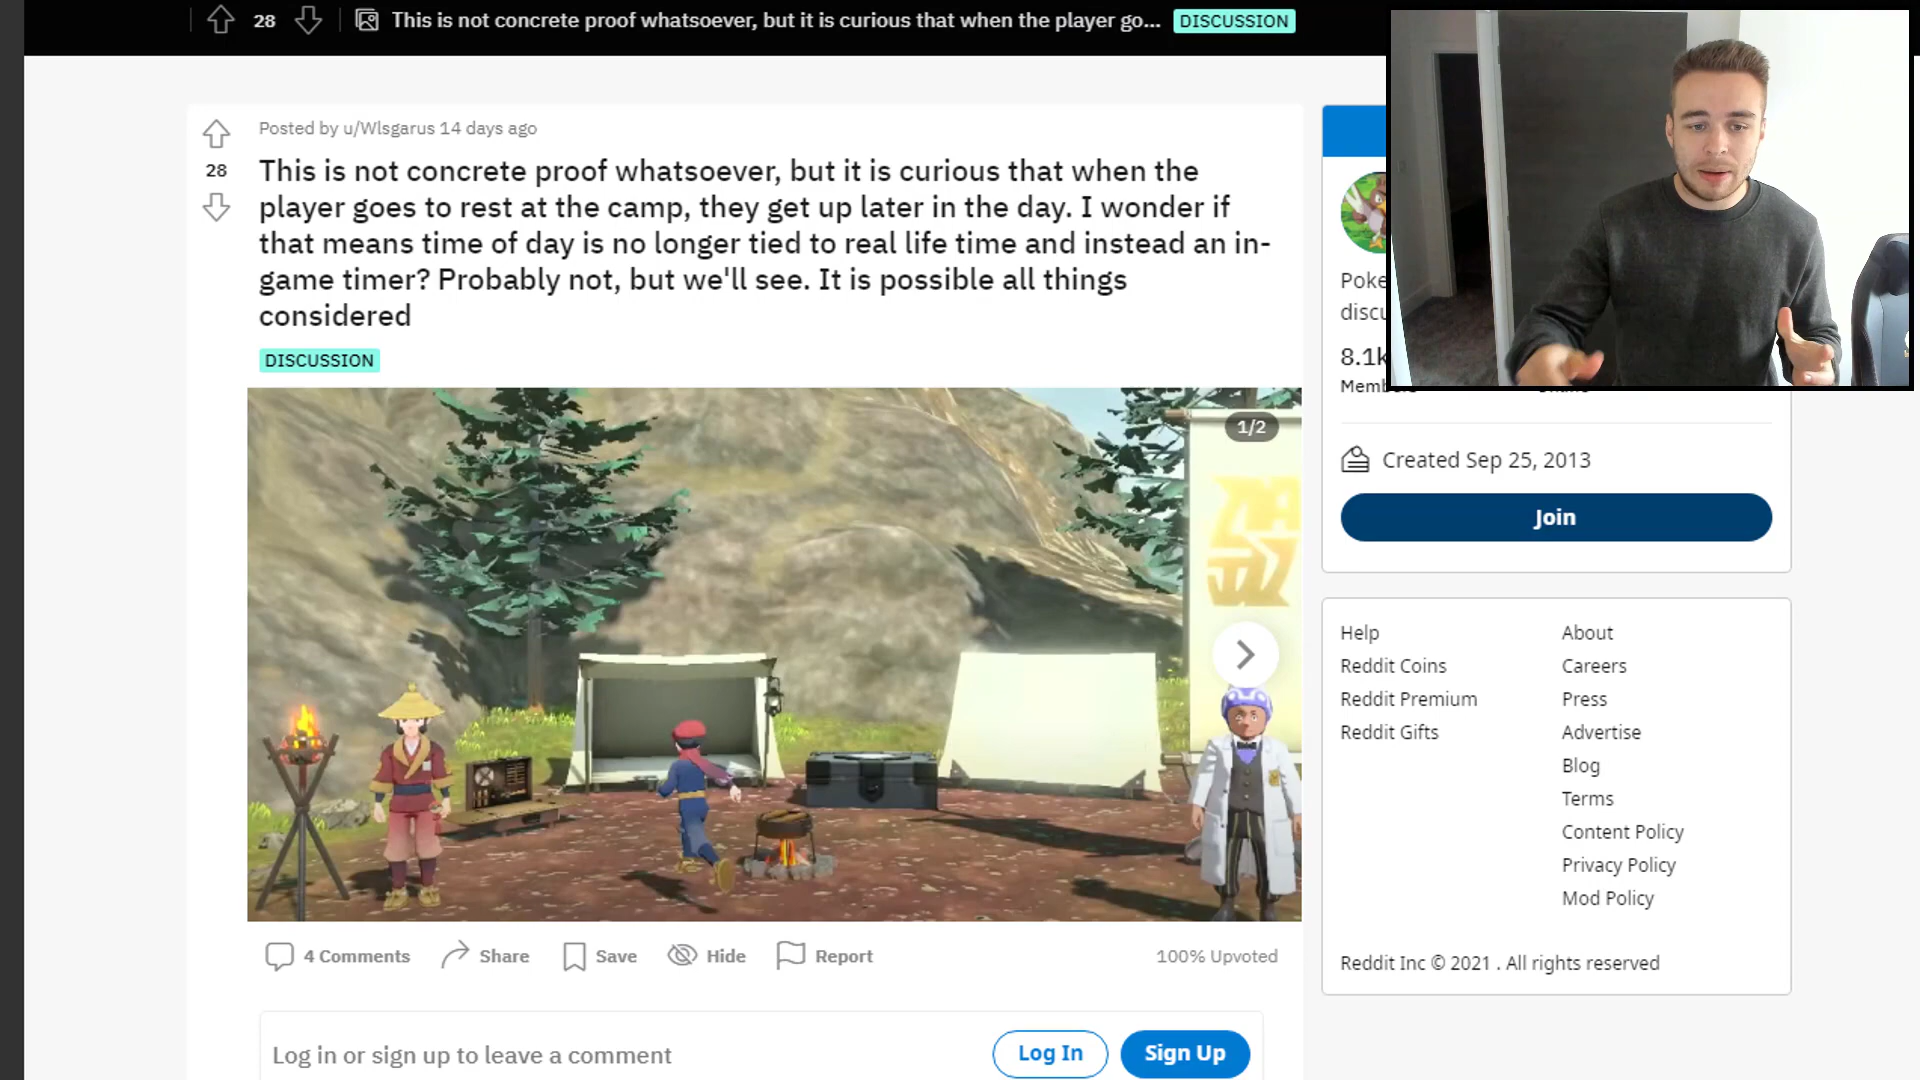 28
This is not concrete proof whatsoever, but it is curious that when the player go...
DISCUSSION
Posted by u/Wlsgarus 14 days ago
28
This is not concrete proof whatsoever, but it is curious that when the
player goes to rest at the camp, they get up later in the day. I wonder if
that means time of day is no longer tied to real life time and instead an in-
game timer? Probably not, but we'll see. It is possible all things
considered
DISCUSSION
1/2
4 Comments
Share
Save
Hide
Report
100% Upvoted
Log in or sign up to leave a comment
Log In
Sign Up
8.1k
Created Sep 25, 2013
Join
Help
About
Reddit Coins
Careers
Reddit Premium
Press
Reddit Gifts
Advertise
Blog
Terms
Content Policy
Privacy Policy
Mod Policy
Reddit Inc © 2021 . All rights reserved